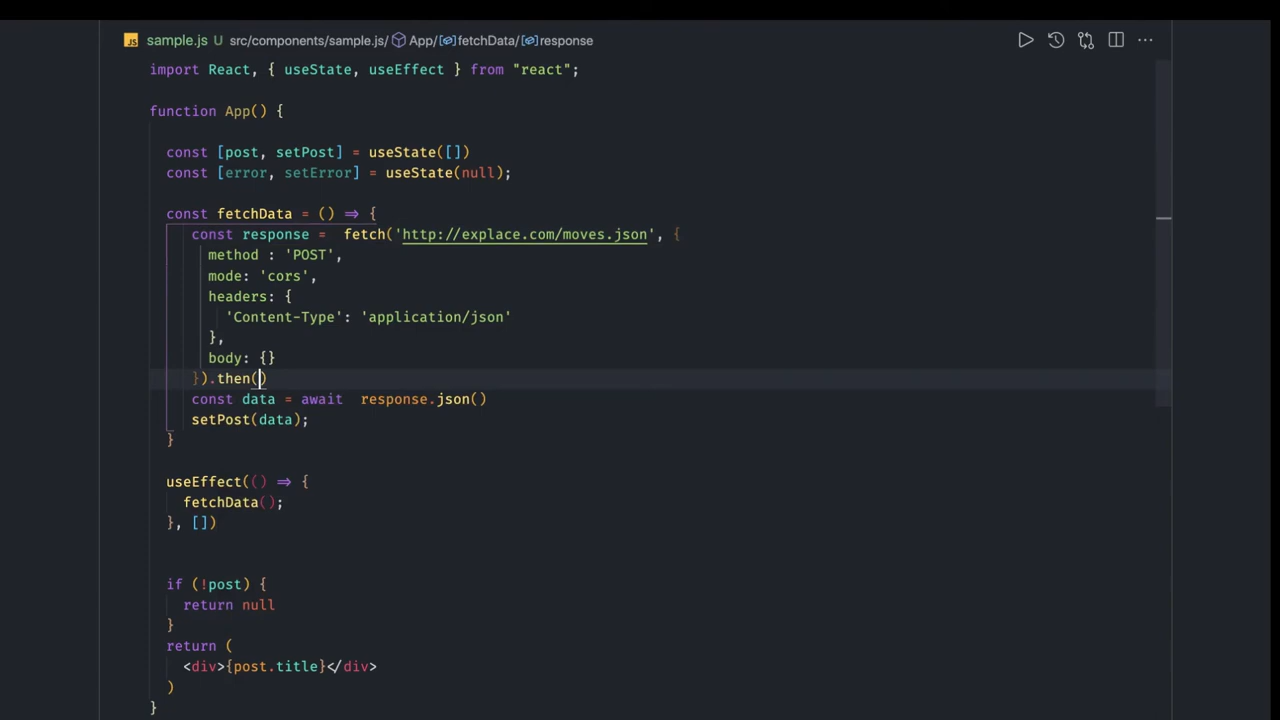 JS sample.js U src/components/sample.js/ App/ fetchData/ response
import React, { useState, useEffect } from "react";
function App() {
const [post, setPost] = useState([])
const [error, setError] = useState(null);
const fetchData = () => {
const response = fetch('http://explace.com/moves.json', {
method : 'POST',
mode: 'cors',
headers: {
'Content-Type': 'application/json'
},
body: {}
}).then()
const data = await response.json()
setPost(data);
}
useEffect(() => {
fetchData();
}, [])
if (!post) {
return null
}
return (
<div>{post.title}</div>
)
}